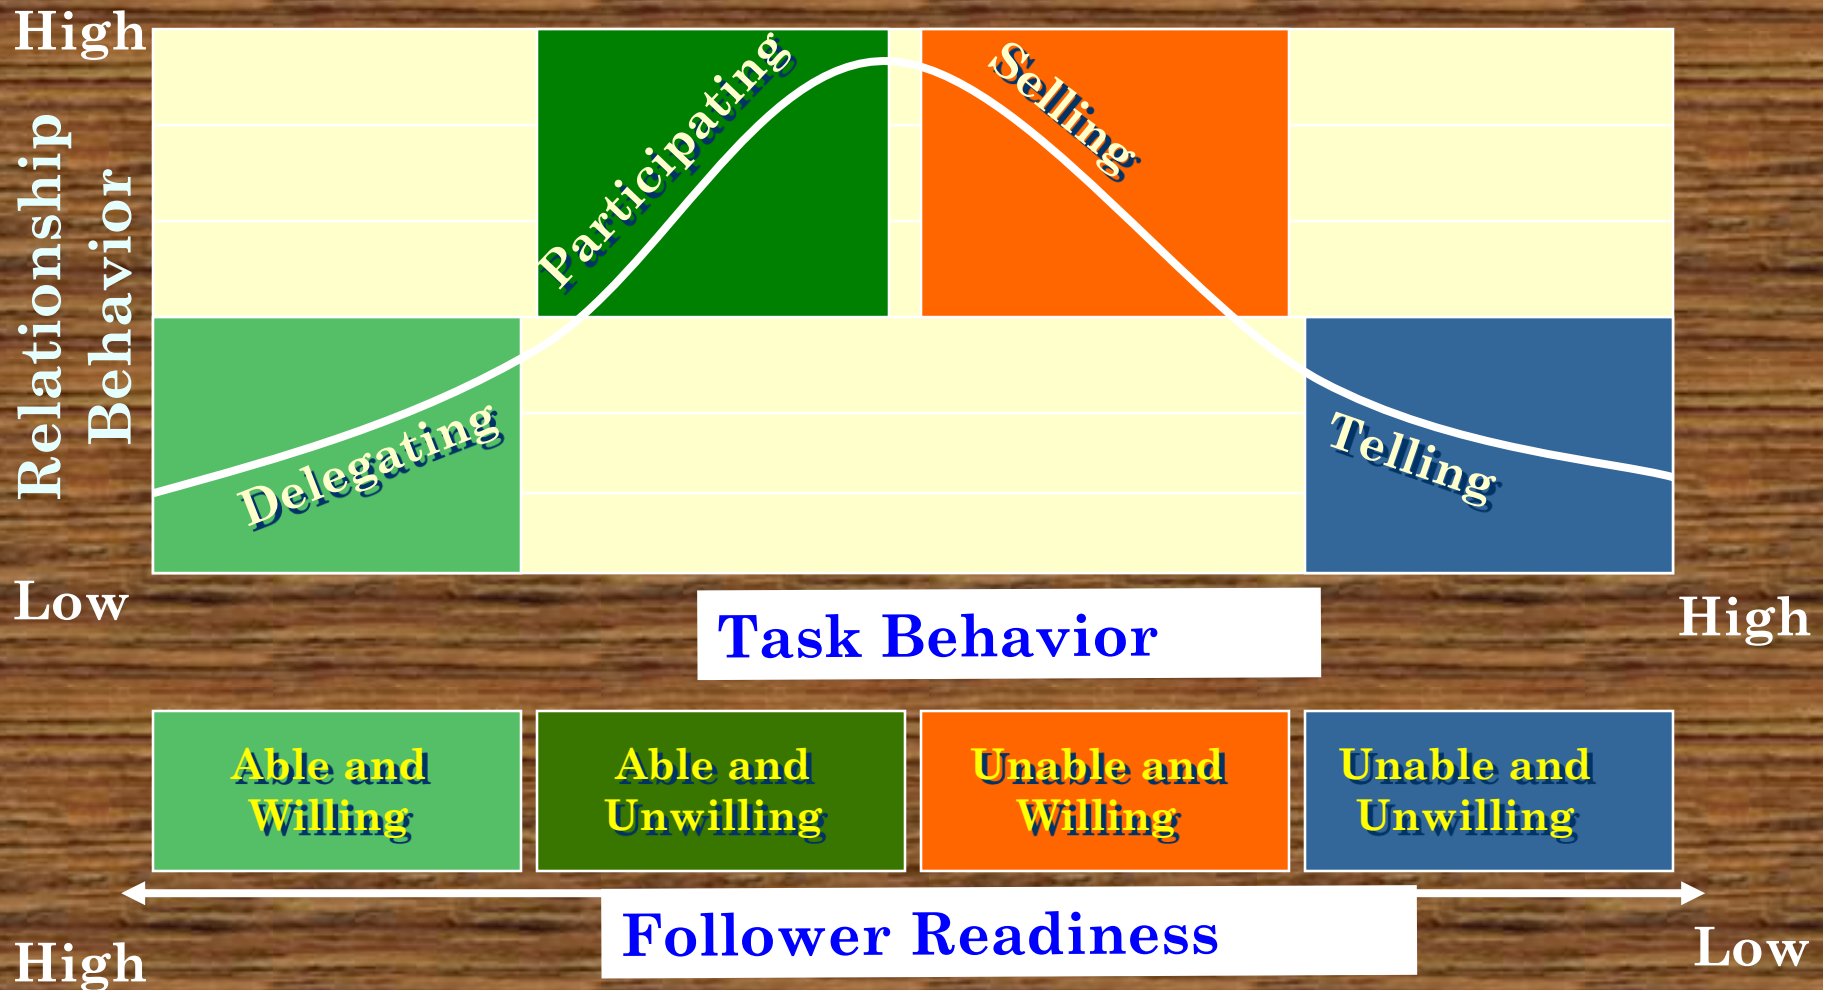 High
Relationship
Behavior
Participating
Selling
Delegating
Telling
Low
High
Task Behavior
Able and
Willing
Able and
Unwilling
Unable and
Willing
Unable and
Unwilling
Follower Readiness
High
Low